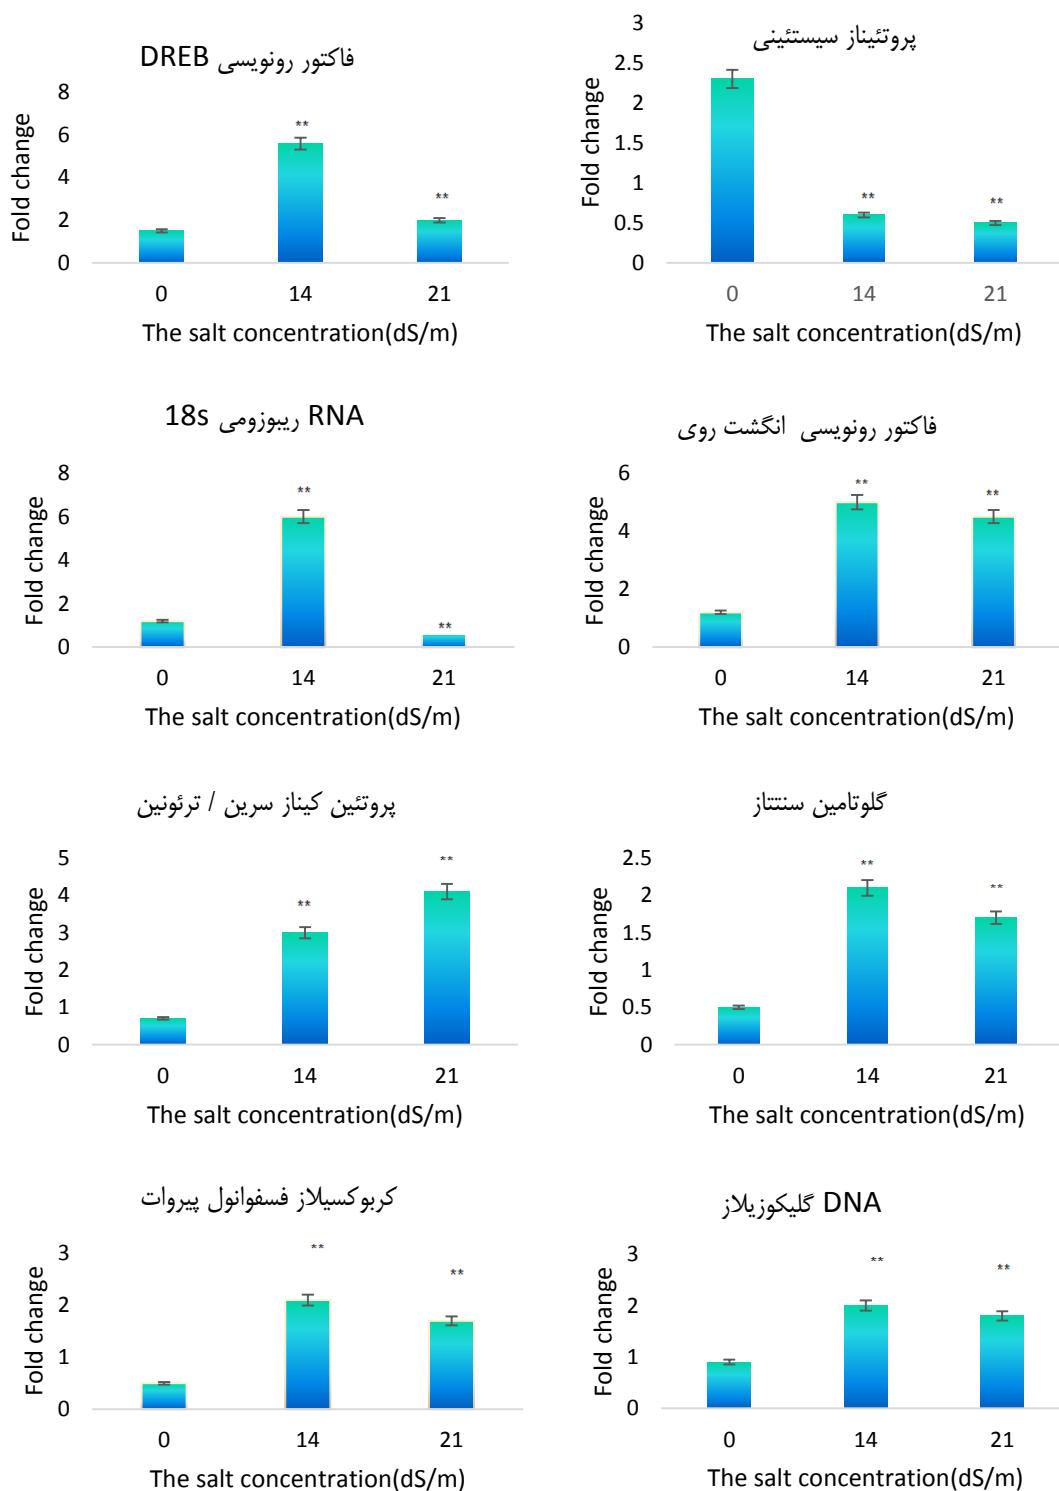 فاکتور رونویسی DREB
Fold change
8
6
4
2
0
**
**
0 14 21
The salt concentration(dS/m)
پروتئیناز سیستئینی
Fold change
3
2.5
2
1.5
1
0.5
0
**
**
0 14 21
The salt concentration(dS/m)
RNA ریبوزومی 18s
Fold change
8
6
4
2
0
**
**
0 14 21
The salt concentration(dS/m)
فاکتور رونویسی انگشت روی
Fold change
6
4
2
0
**
**
0 14 21
The salt concentration(dS/m)
پروتئین کیناز سرین / ترئونین
Fold change
5
4
3
2
1
0
**
**
0 14 21
The salt concentration(dS/m)
گلوتامین سنتتاز
Fold change
2.5
2
1.5
1
0.5
0
**
**
0 14 21
The salt concentration(dS/m)
کربوکسیلاز فسفوانول پیروات
Fold change
3
2
1
0
**
**
0 14 21
The salt concentration(dS/m)
DNA گلیکوزیلاز
Fold change
3
2
1
0
**
**
0 14 21
The salt concentration(dS/m)